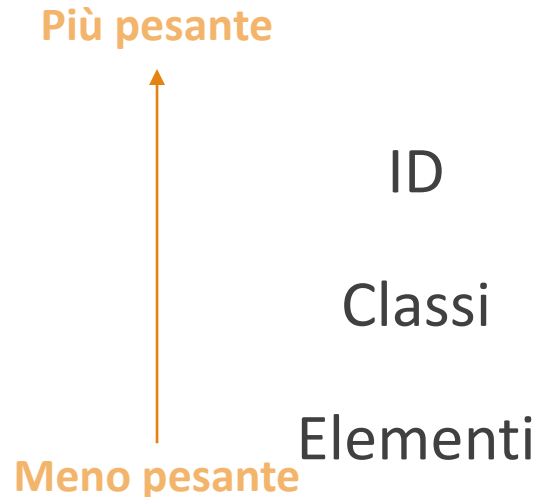 Più pesante
ID
Classi
Elementi
Meno pesante